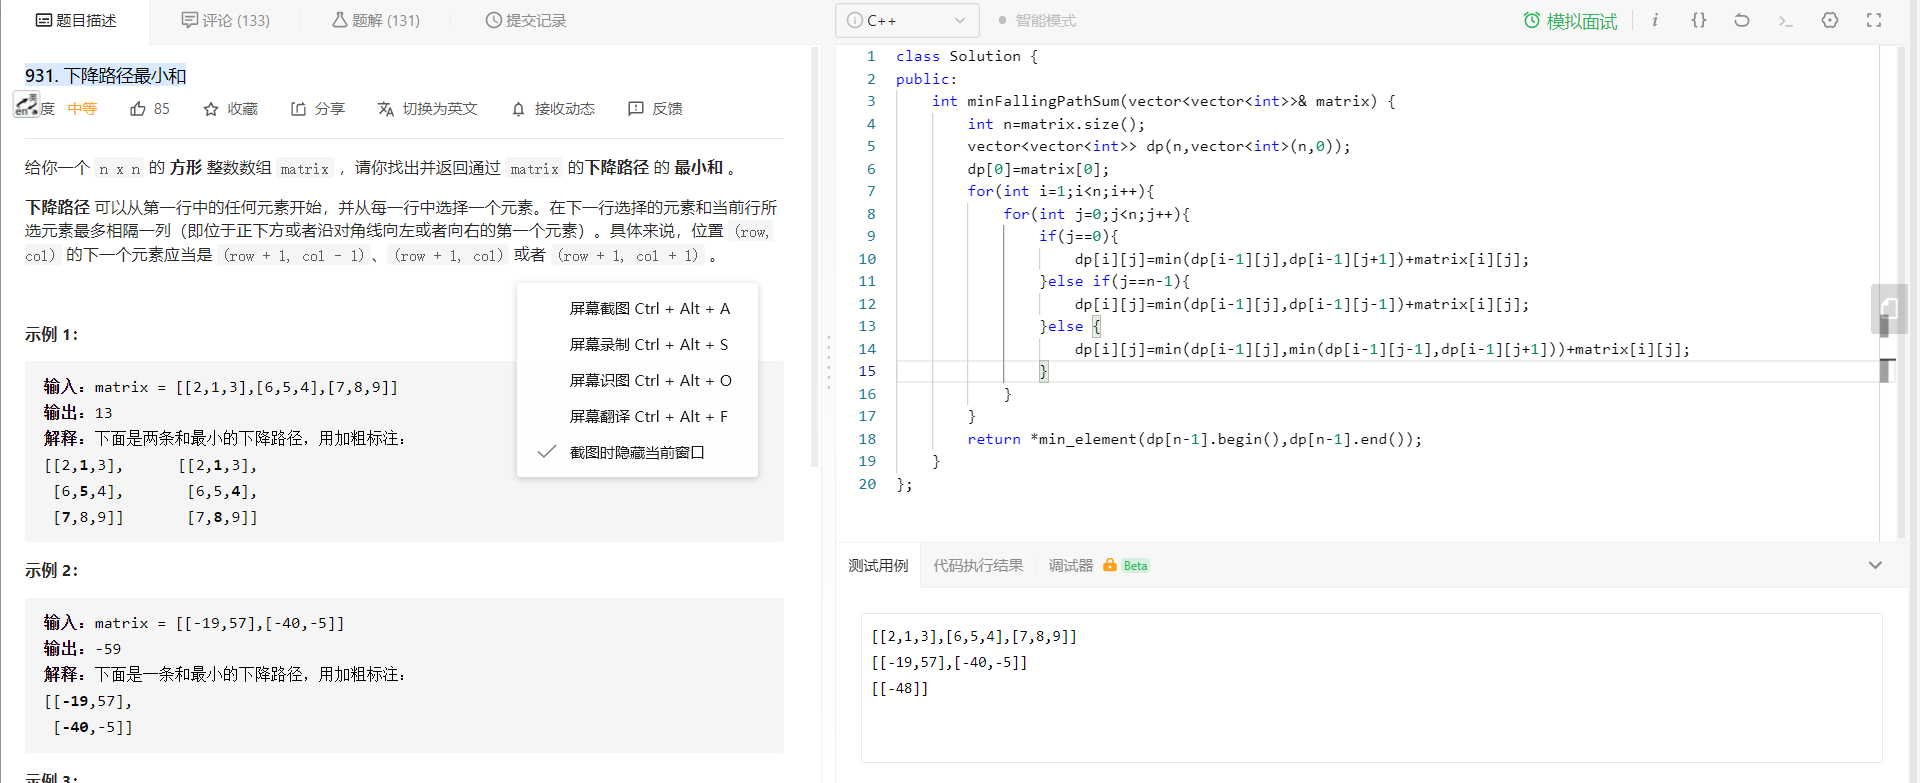 题目描述
评论 (133)
题解 (131)
提交记录
931. 下降路径最小和
度
中等
85
收藏
分享
切换为英文
接收动态
反馈
给你一个 n x n 的 方形 整数数组 matrix ，请你找出并返回通过 matrix 的下降路径 的 最小和 。
下降路径 可以从第一行中的任何元素开始，并从每一行中选择一个元素。在下一行选择的元素和当前行所
选元素最多相隔一列（即位于正下方或者沿对角线向左或者向右的第一个元素）。具体来说，位置 (row,
col) 的下一个元素应当是 (row + 1, col - 1) 、 (row + 1, col) 或者 (row + 1, col + 1) 。
示例 1：
输入：matrix = [[2,1,3],[6,5,4],[7,8,9]]
输出：13
解释：下面是两条和最小的下降路径，用加粗标注：
[[2,1,3],      [[2,1,3],
 [6,5,4],       [6,5,4],
 [7,8,9]]       [7,8,9]]
屏幕截图 Ctrl + Alt + A
屏幕录制 Ctrl + Alt + S
屏幕识图 Ctrl + Alt + O
屏幕翻译 Ctrl + Alt + F
截图时隐藏当前窗口
示例 2：
输入：matrix = [[-19,57],[-40,-5]]
输出：-59
解释：下面是一条和最小的下降路径，用加粗标注：
[[-19,57],
 [-40,-5]]
示例 3：
C++
智能模式
模拟面试
1 class Solution {
2 public:
3     int minFallingPathSum(vector<vector<int>>& matrix) {
4         int n=matrix.size();
5         vector<vector<int>> dp(n,vector<int>(n,0));
6         dp[0]=matrix[0];
7         for(int i=1;i<n;i++){
8             for(int j=0;j<n;j++){
9                 if(j==0){
10                     dp[i][j]=min(dp[i-1][j],dp[i-1][j+1])+matrix[i][j];
11                 }else if(j==n-1){
12                     dp[i][j]=min(dp[i-1][j],dp[i-1][j-1])+matrix[i][j];
13                 }else {
14                     dp[i][j]=min(dp[i-1][j],min(dp[i-1][j-1],dp[i-1][j+1]))+matrix[i][j];
15                 }
16             }
17         }
18         return *min_element(dp[n-1].begin(),dp[n-1].end());
19     }
20 };
测试用例
代码执行结果
调试器
Beta
[[2,1,3],[6,5,4],[7,8,9]]
[[-19,57],[-40,-5]]
[[-48]]